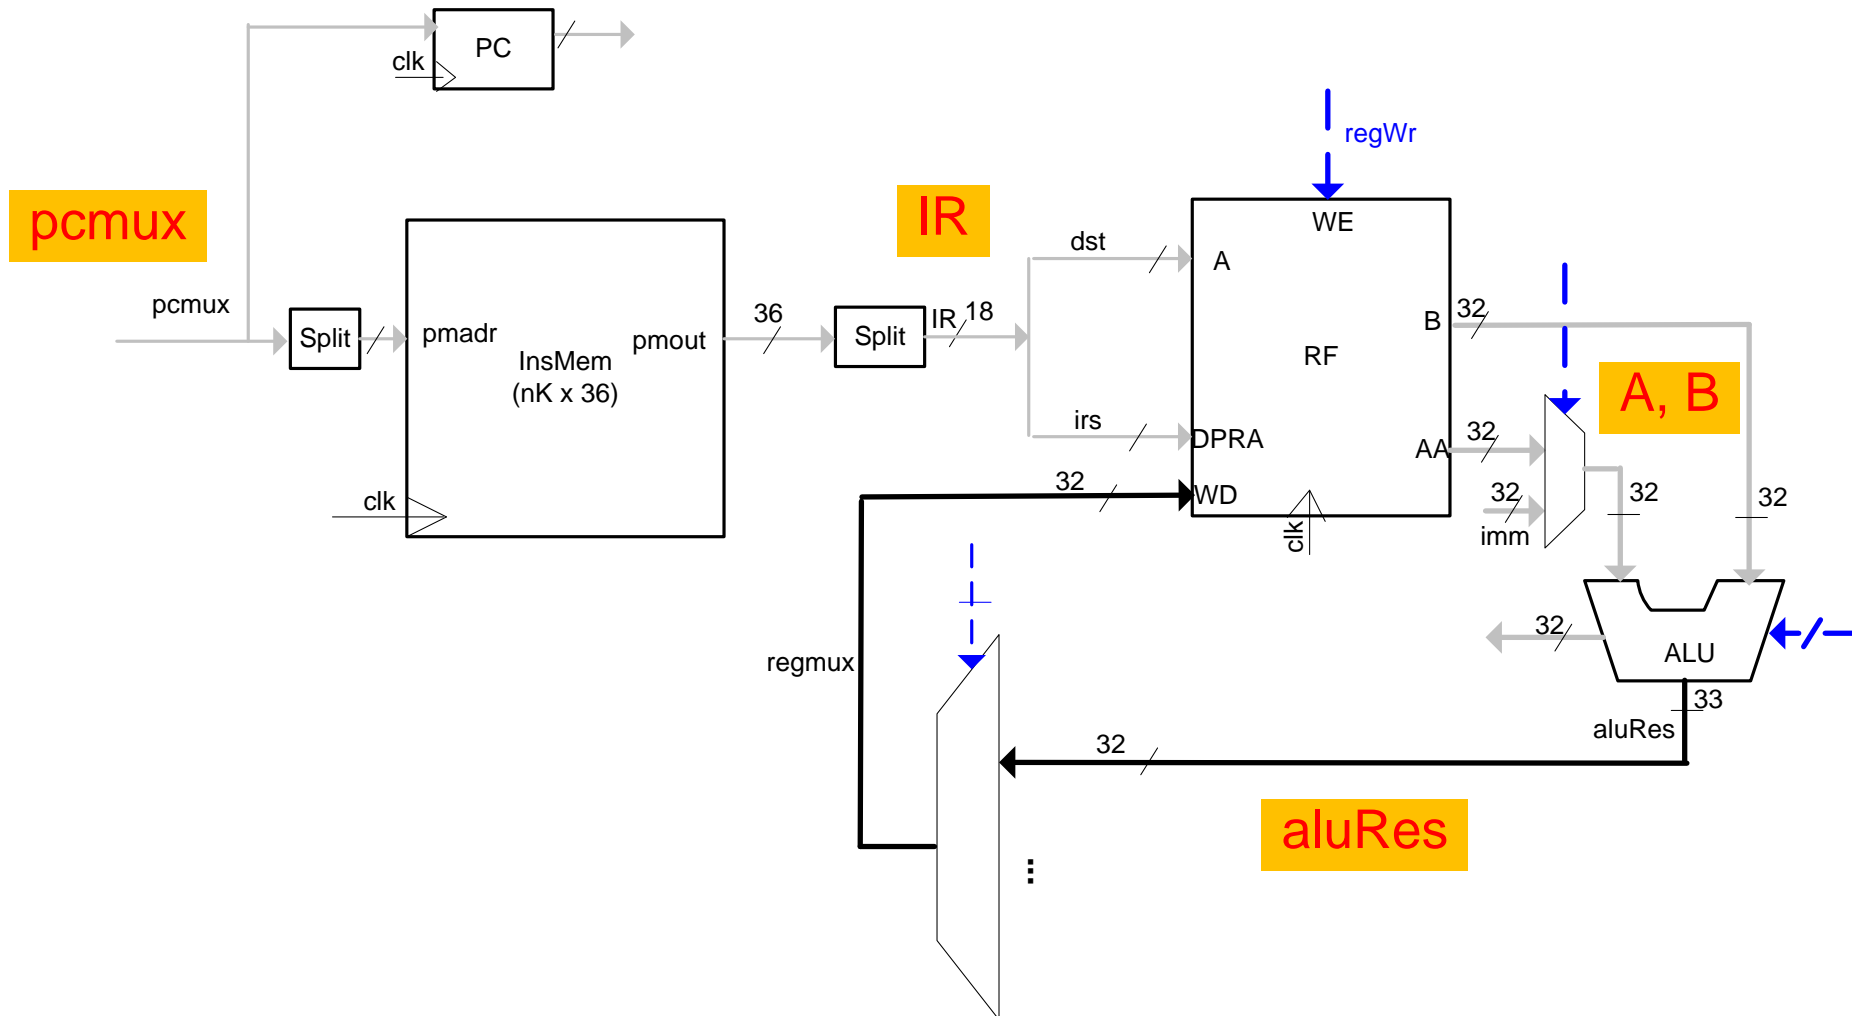 PC
clk
regWr
pcmux
IR
WE
dst
A
pcmux
Split
pmadr
InsMem
(nK x 36)
pmout
36
Split
IR
18
B
32
RF
A, B
irs
DPRA
AA
32
32
WD
32
imm
32
32
clk
clk
regmux
32
ALU
33
aluRes
32
aluRes
...